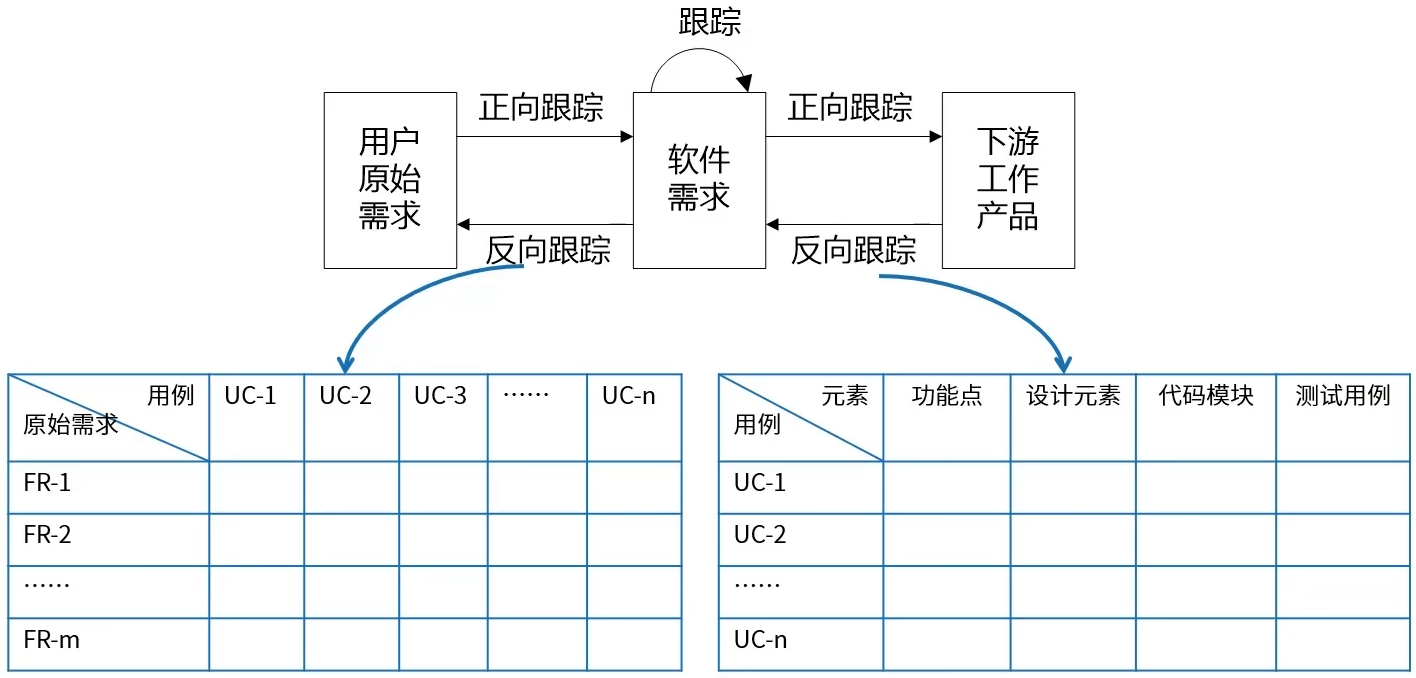 跟踪
正向跟踪
正向跟踪
用户
原始
需求
软件
需求
下游
工作
产品
反向跟踪
反向跟踪
用例
原始需求
UC-1
UC-2
UC-3
……
UC-n
FR-1
FR-2
……
FR-m
元素
用例
功能点
设计元素
代码模块
测试用例
UC-1
UC-2
……
UC-n